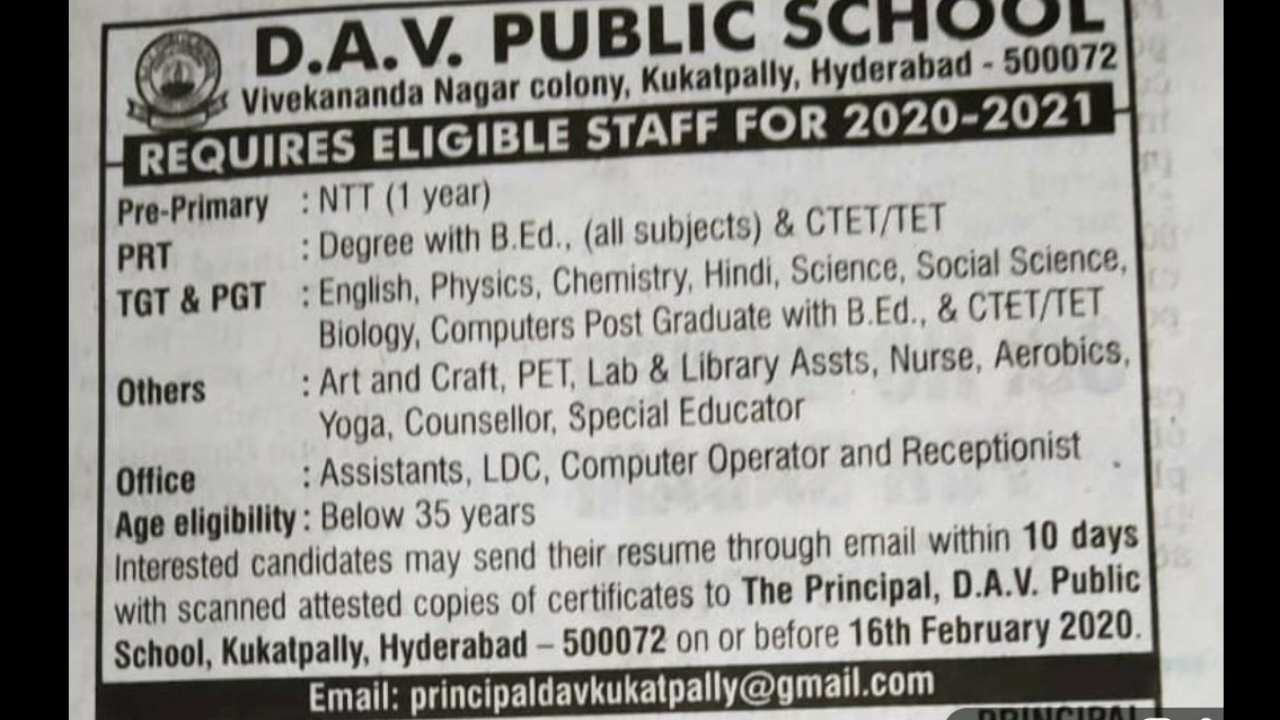 D.A.V. PUBLIC SCHOOL
Vivekananda Nagar colony, Kukatpally, Hyderabad - 500072
REQUIRES ELIGIBLE STAFF FOR 2020-2021
Pre-Primary : NTT (1 year)
PRT : Degree with B.Ed., (all subjects) & CTET/TET
TGT & PGT : English, Physics, Chemistry, Hindi, Science, Social Science,
Biology, Computers Post Graduate with B.Ed., & CTET/TET
Others : Art and Craft, PET, Lab & Library Assts, Nurse, Aerobics,
Yoga, Counsellor, Special Educator
Office : Assistants, LDC, Computer Operator and Receptionist
Age eligibility : Below 35 years
Interested candidates may send their resume through email within 10 days
with scanned attested copies of certificates to The Principal, D.A.V. Public
School, Kukatpally, Hyderabad – 500072 on or before 16th February 2020.
Email: principaldavkukatpally@gmail.com
PRINCIPAL